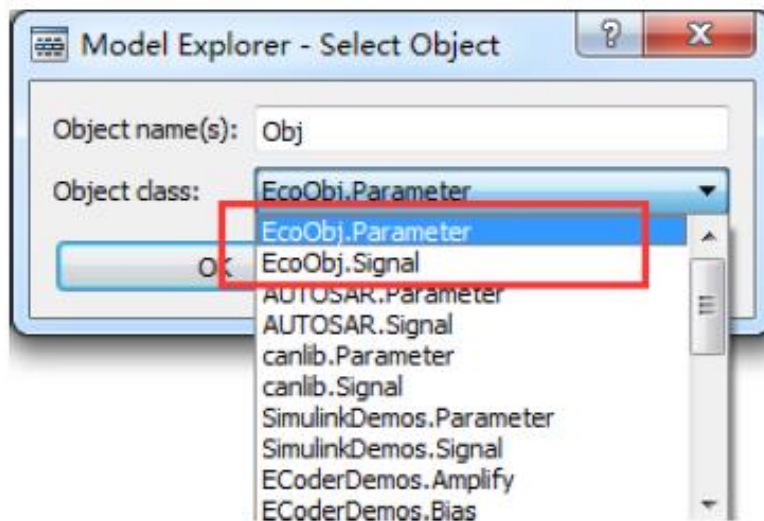 Model Explorer - Select Object
Object name(s): Obj
Object class: EcoObj.Parameter
EcoObj.Parameter
OK
EcoObj.Signal
AUTOSAR.Parameter
AUTOSAR.Signal
canlib.Parameter
canlib.Signal
SimulinkDemos.Parameter
SimulinkDemos.Signal
ECoderDemos.Amplify
ECoderDemos.Bias